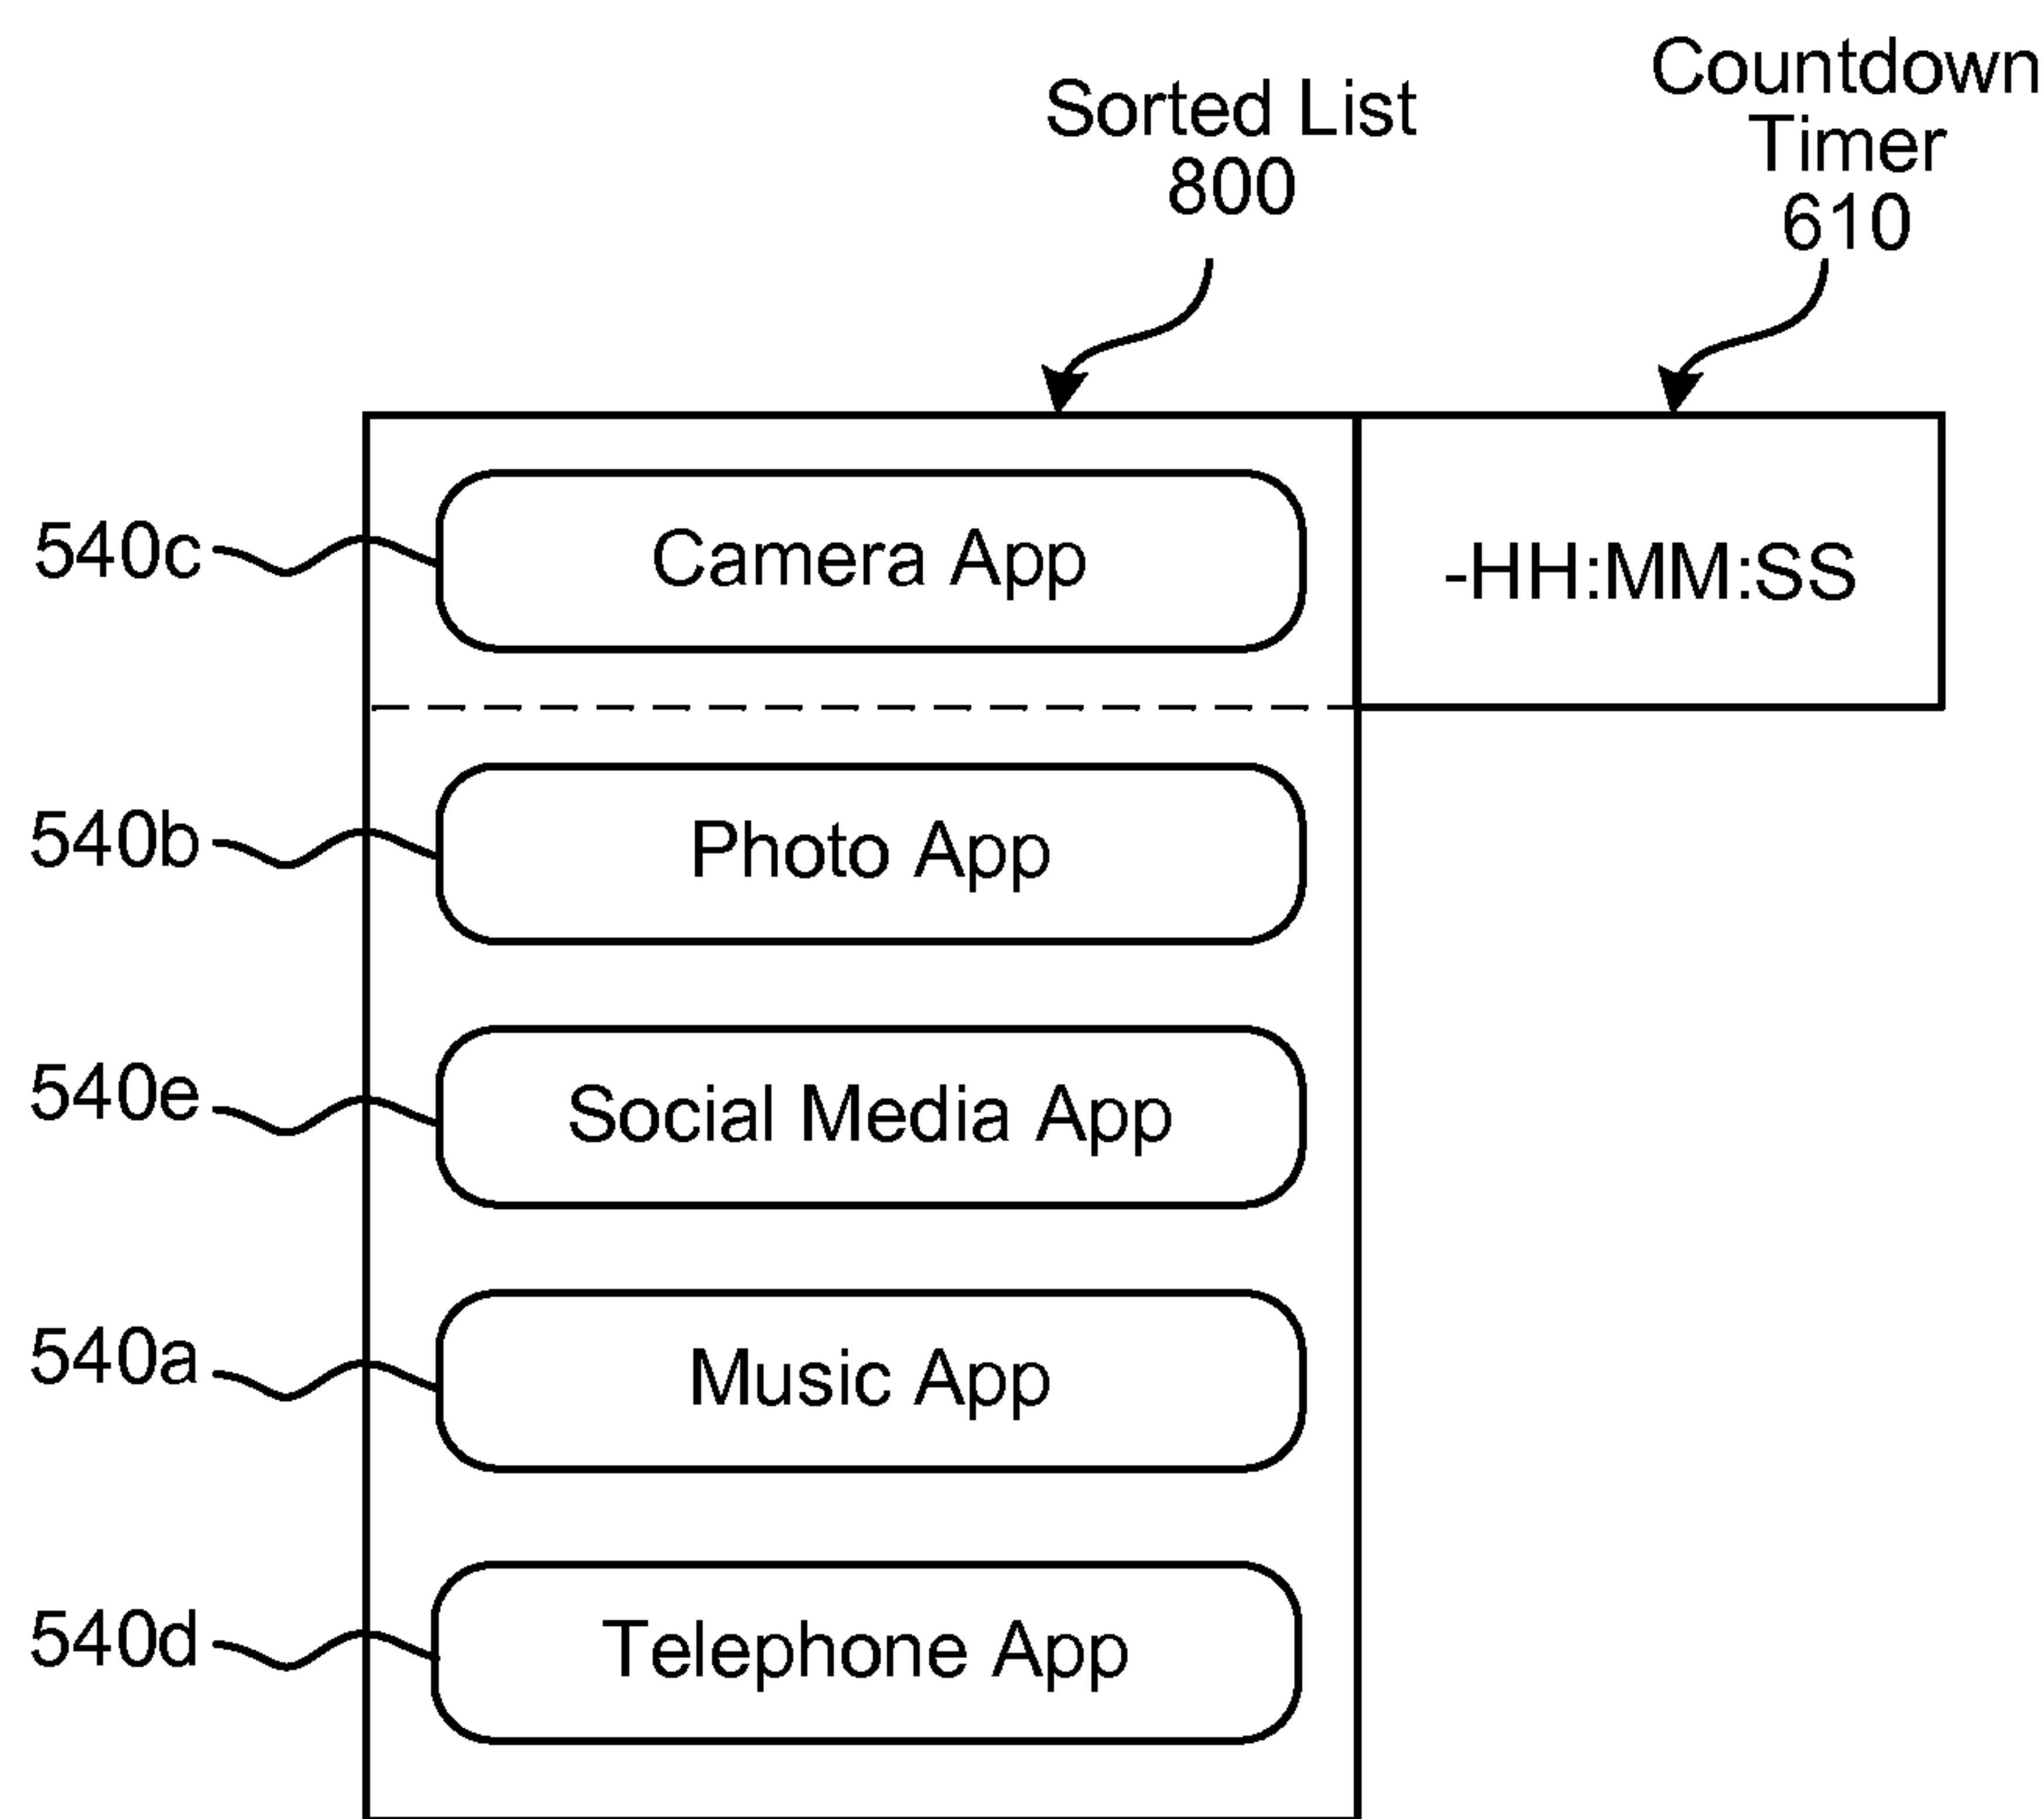 Sorted List
800
Countdown
Timer
610
540c
Camera App
-HH:MM:SS
540b
Photo App
540e
Social Media App
540a
Music App
540d
Telephone App